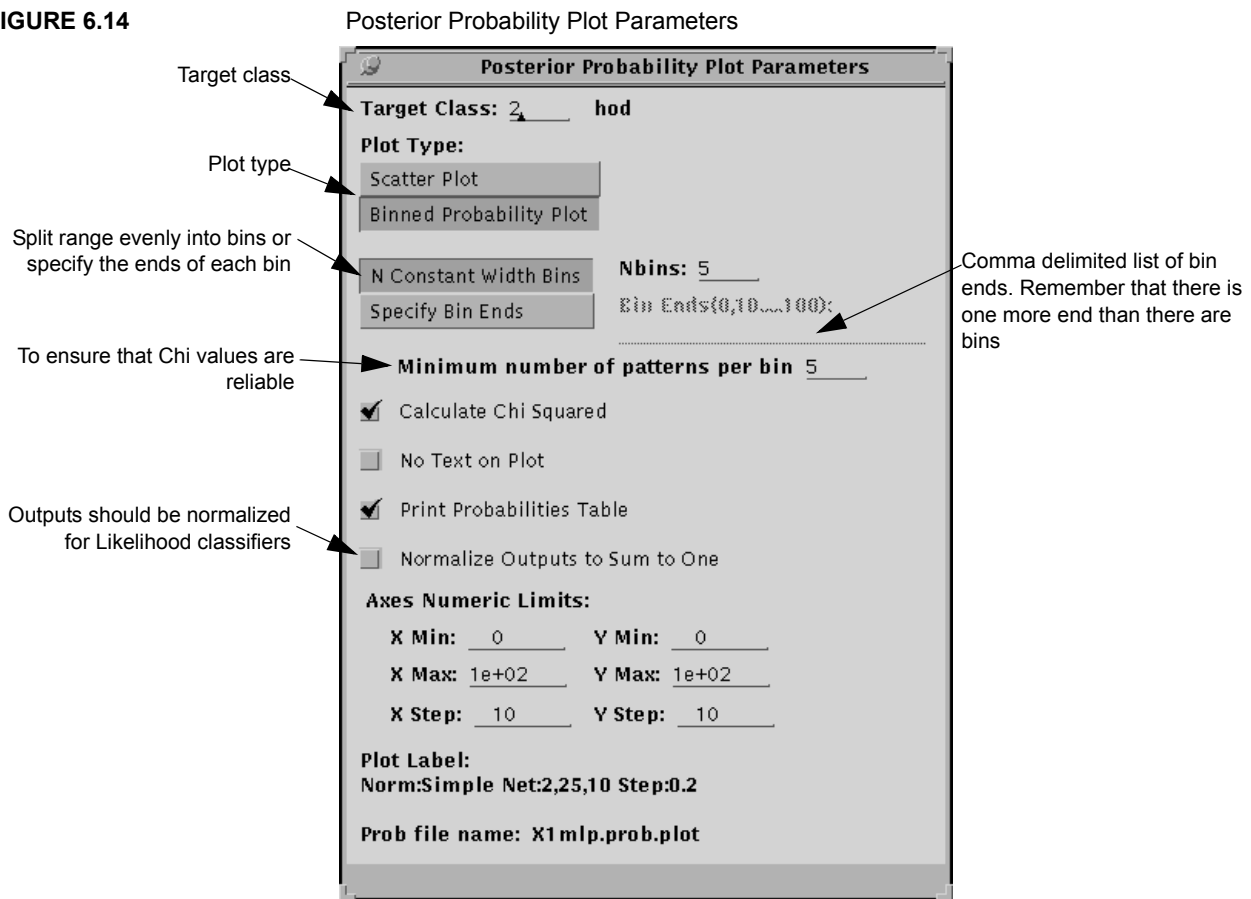 IGURE 6.14
Posterior Probability Plot Parameters
Posterior Probability Plot Parameters
Target class
Target Class: 2 hod
Plot Type:
Plot type
Scatter Plot
Binned Probability Plot
Split range evenly into bins or
specify the ends of each bin
N Constant Width Bins
Nbins: 5
Specify Bin Ends
Bin Ends(0,10...100):
Comma delimited list of bin
ends. Remember that there is
one more end than there are
bins
To ensure that Chi values are
reliable
Minimum number of patterns per bin 5
Calculate Chi Squared
No Text on Plot
Print Probabilities Table
Outputs should be normalized
for Likelihood classifiers
Normalize Outputs to Sum to One
Axes Numeric Limits:
X Min: 0 Y Min: 0
X Max: 1e+02 Y Max: 1e+02
X Step: 10 Y Step: 10
Plot Label:
Norm:Simple Net:2,25,10 Step:0.2
Prob file name: X1mlp.prob.plot